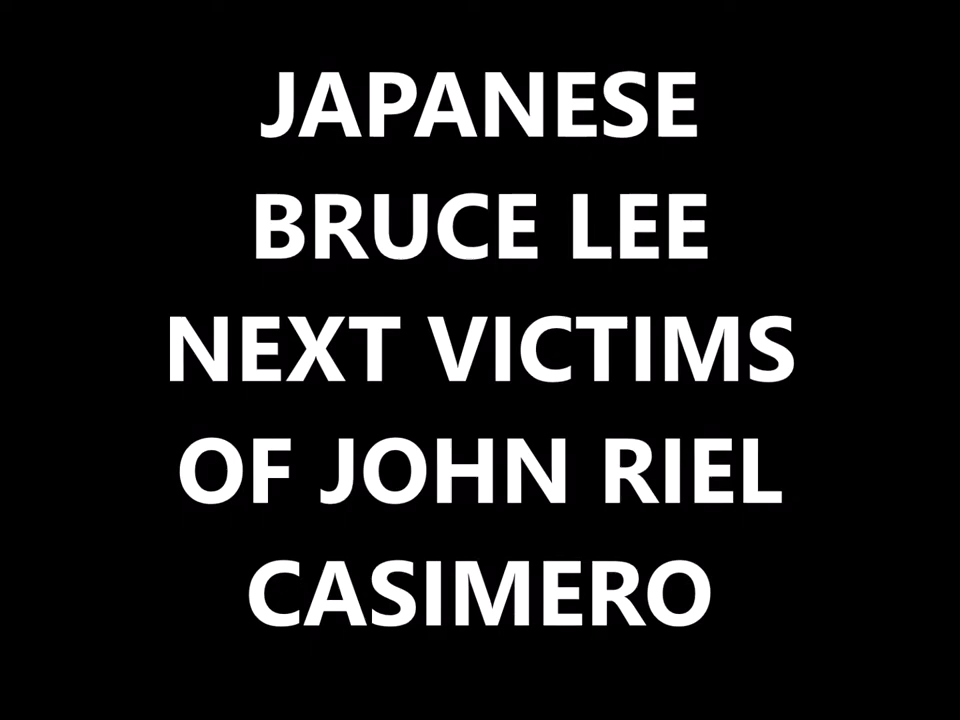 JAPANESE
BRUCE LEE
NEXT VICTIMS
OF JOHN RIEL
CASIMERO